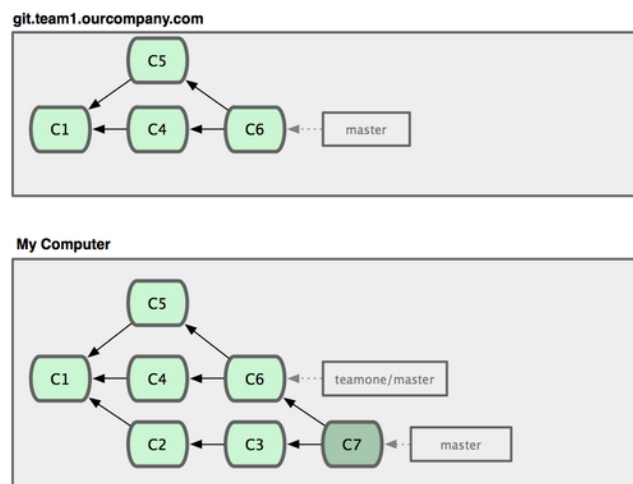 git.team1.ourcompany.com
C5
C1 C4 C6 master
My Computer
C5
C1 C4 C6 teamone/master
C2 C3 C7 master